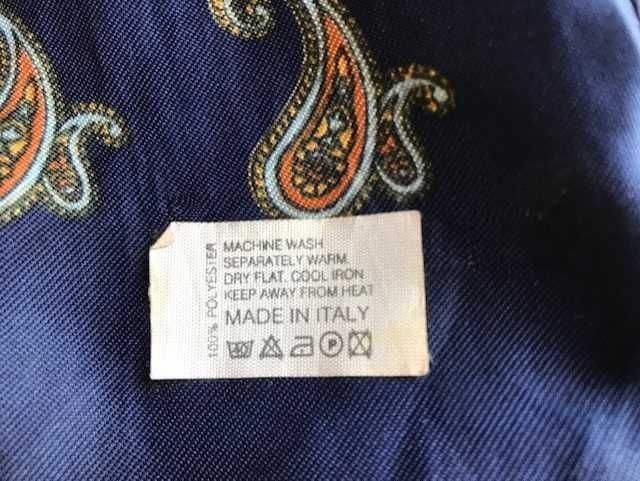 100% POLYESTER
MACHINE WASH
SEPARATELY WARM
DRY FLAT. COOL IRON
KEEP AWAY FROM HEAT
MADE IN ITALY
P